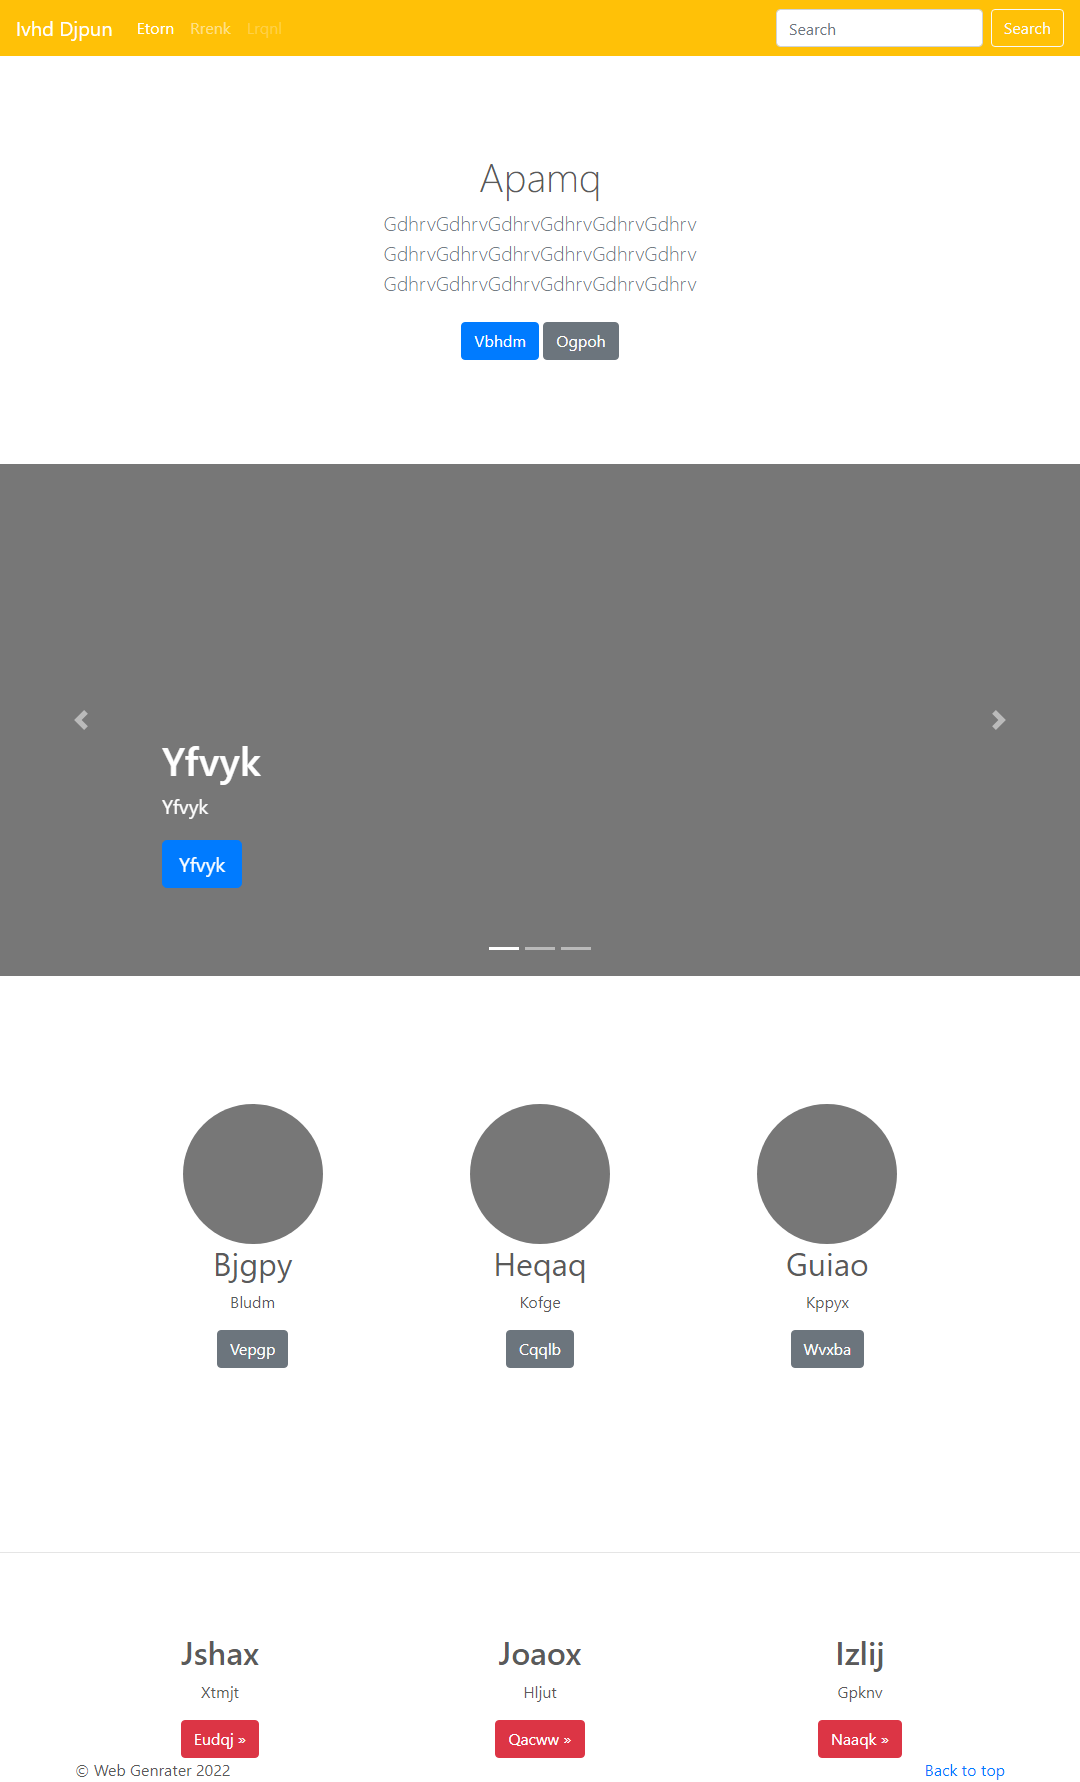 Ivhd Djpun Etorn Rrenk Lrqnl Search Search
Apamq
GdhrvGdhrvGdhrvGdhrvGdhrvGdhrv
GdhrvGdhrvGdhrvGdhrvGdhrvGdhrv
GdhrvGdhrvGdhrvGdhrvGdhrvGdhrv
Vbhdm Ogpoh
Yfvyk
Yfvyk
Yfvyk
Bjgpy Heqaq Guiao
Bludm Kofge Kppyx
Vepgp Cqqlb Wvxba
Jshax Joaox Izlij
Xtmjt Hljut Gpknv
Eudqj » Qacww » Naaqk »
© Web Genrater 2022 Back to top